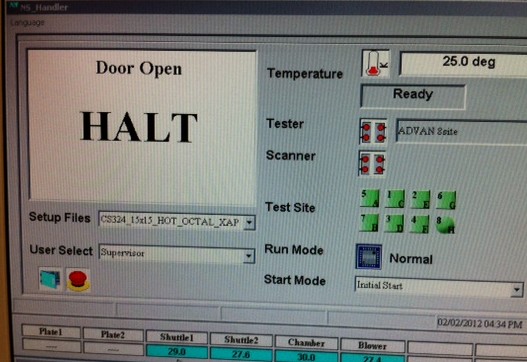 NS_Handler
Language
Door Open
HALT
Temperature
25.0 deg
Ready
Tester
ADVAN 8site
Scanner
Test Site
5 A 1 C 2 E 6 G
7 B 3 D 4 F 8 H
Setup Files
CS324_15x15_HOT_OCTAL_XAP
User Select
Supervisor
Run Mode
Normal
Start Mode
Initial Start
02/02/2012 04:34 PM
Plate1 Plate2 Shuttle1 Shuttle2 Chamber Blower
---- ---- 29.0 27.6 30.0 27.4